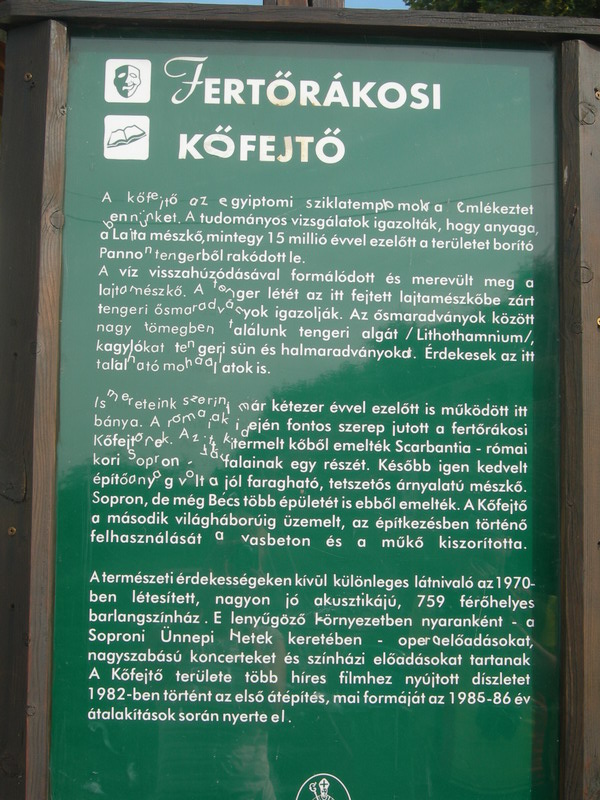 FERTŐRÁKOSI
KŐFEJTŐ
A kőfejtő az egyiptomi sziklatemplomokra emlékeztet
bennünket. A tudományos vizsgálatok igazolták, hogy anyaga,
a Lajta mészkő, mintegy 15 millió évvel ezelőtt a területet borító
Pannon tengerből rakódott le.
A víz visszahúzódásával formálódott és merevült meg a
lajtamészkő. A tenger létét az itt fejtett lajtamészkőbe zárt
tengeri ősmaradványok igazolják. Az ősmaradványok között
nagy tömegben találunk tengeri algát /Lithothamnium/,
kagylókat tengeri sün és halmaradványokat. Érdekesek az itt
található mohaállatok is.
Ismereteink szerint már kétezer évvel ezelőtt is működött itt
bánya. A rómaiak idején fontos szerep jutott a fertőrákosi
Kőfejtőnek. Az itt kitermelt kőből emelték Scarbantia - római
kori Sopron - falainak egy részét. Később igen kedvelt
építőanyag volt a jól faragható, tetszetős árnyalatú mészkő.
Sopron, de még Bécs több épületét is ebből emelték. A Kőfejtő
a második világháborúig üzemelt, az építkezésben történő
felhasználását a vasbeton és a műkő kiszorította.
A természeti érdekességeken kívül különleges látnivaló az 1970-
ben létesített, nagyon jó akusztikájú, 759 férőhelyes
barlangszínház. E lenyűgöző környezetben nyaranként - a
Soproni Ünnepi Hetek keretében - operaelőadásokat,
nagyszabású koncerteket és színházi előadásokat tartanak
A Kőfejtő területe több híres filmhez nyújtott díszletet
1982-ben történt az első átépítés, mai formáját az 1985-86 év
átalakítások során nyerte el.